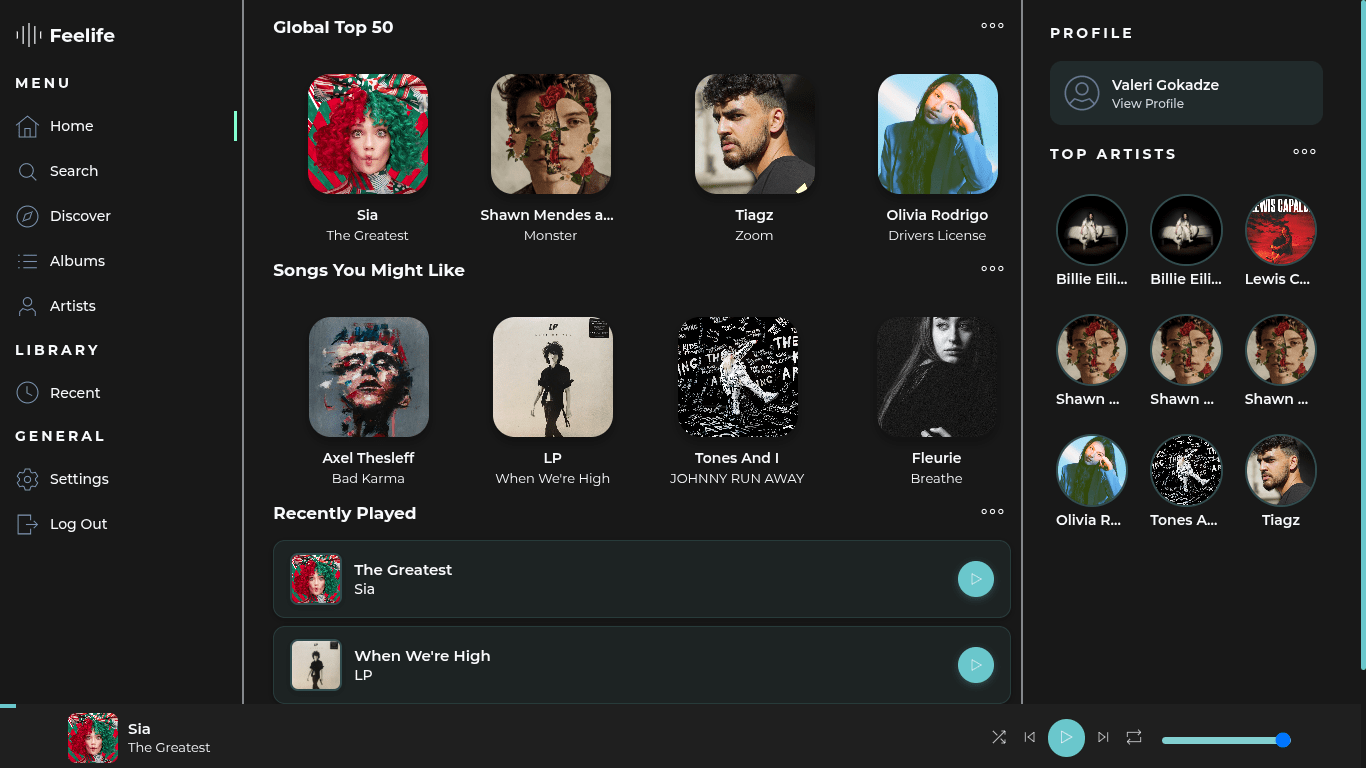 Feelife
MENU
Home
Search
Discover
Albums
Artists
LIBRARY
Recent
GENERAL
Settings
Log Out
Global Top 50
Sia
The Greatest
Shawn Mendes a...
Monster
Tiagz
Zoom
Olivia Rodrigo
Drivers License
Songs You Might Like
LP
Axel Thesleff
Bad Karma
LP
When We're High
Tones And I
JOHNNY RUN AWAY
Fleurie
Breathe
Recently Played
The Greatest
Sia
When We're High
LP
PROFILE
Valeri Gokadze
View Profile
TOP ARTISTS
Billie Eili...
Billie Eili...
Lewis C...
Shawn ...
Shawn ...
Shawn ...
Olivia R...
Tones A...
Tiagz
Sia
The Greatest